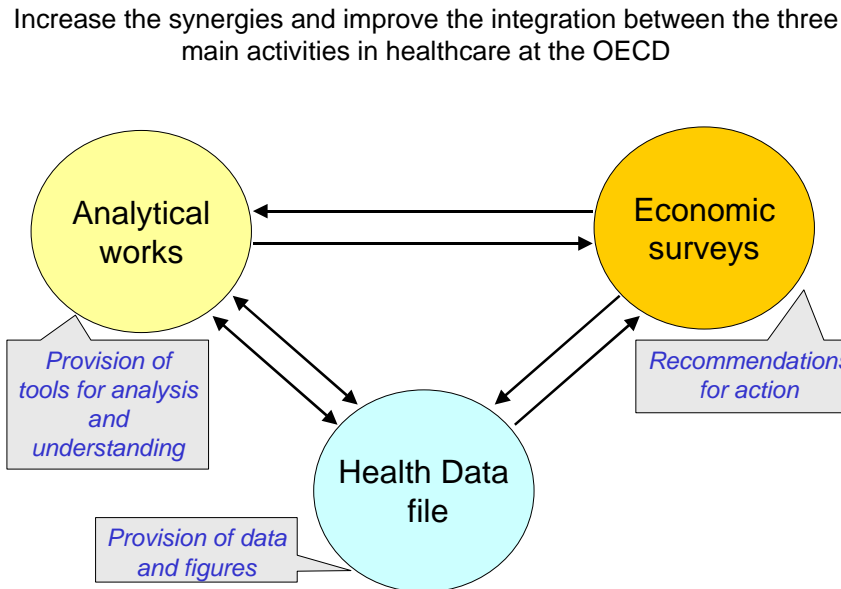 Increase the synergies and improve the integration between the three
main activities in healthcare at the OECD
Analytical
works
Economic
surveys
Provision of
tools for analysis
and
understanding
Recommendations
for action
Health Data
file
Provision of data
and figures